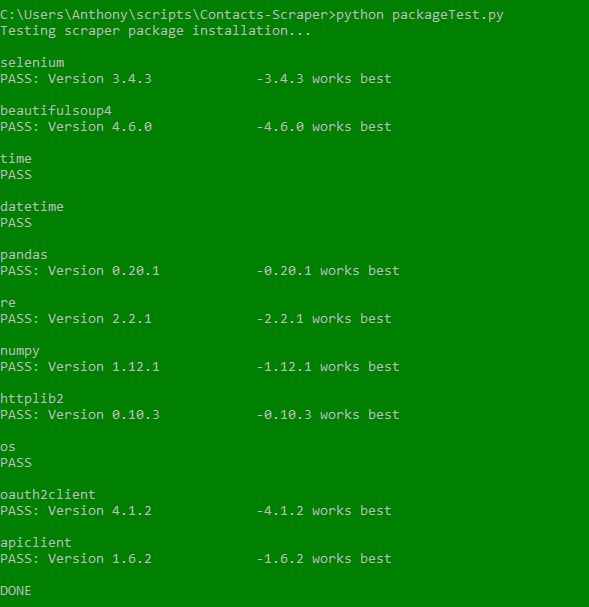 C:\Users\Anthony\scripts\Contacts-Scraper>python packageTest.py
Testing scraper package installation...
selenium
PASS: Version 3.4.3             -3.4.3 works best
beautifulsoup4
PASS: Version 4.6.0             -4.6.0 works best
time
PASS
datetime
PASS
pandas
PASS: Version 0.20.1            -0.20.1 works best
re
PASS: Version 2.2.1             -2.2.1 works best
numpy
PASS: Version 1.12.1            -1.12.1 works best
httplib2
PASS: Version 0.10.3            -0.10.3 works best
os
PASS
oauth2client
PASS: Version 4.1.2             -4.1.2 works best
apiclient
PASS: Version 1.6.2             -1.6.2 works best
DONE